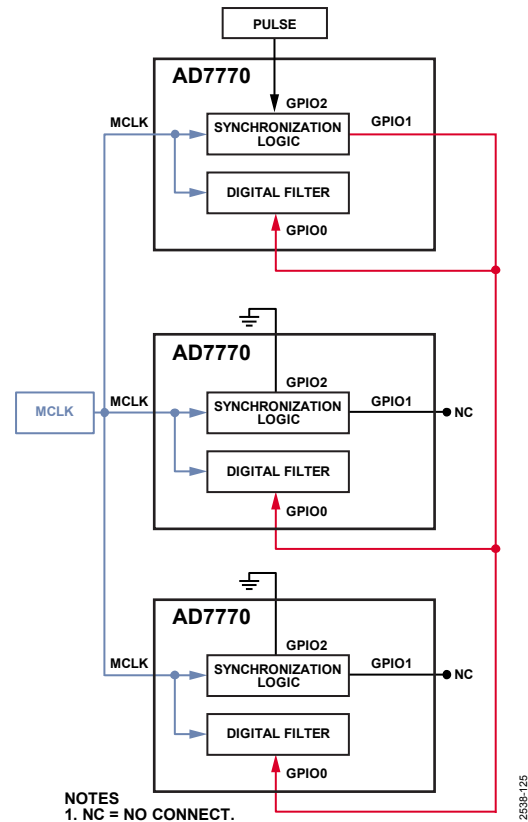 PULSE
AD7770
GPIO2
MCLK
SYNCHRONIZATION
LOGIC
GPIO1
DIGITAL FILTER
GPIO0
AD7770
GPIO2
MCLK
MCLK
SYNCHRONIZATION
LOGIC
GPIO1
NC
DIGITAL FILTER
GPIO0
AD7770
GPIO2
MCLK
SYNCHRONIZATION
LOGIC
GPIO1
NC
DIGITAL FILTER
GPIO0
NOTES
1. NC = NO CONNECT.
2538-125